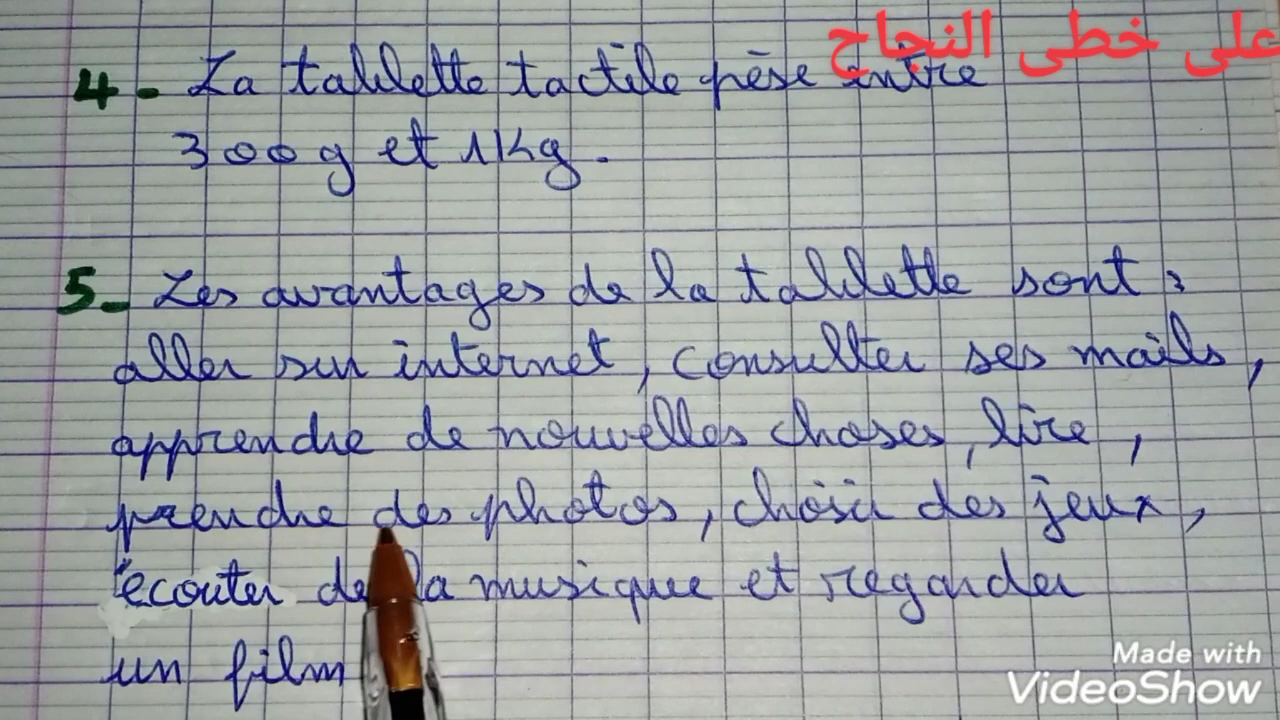 على خطى النجاح
4 - La tablette tactile pèse entre
300g et 1Kg.
5 - Les avantages de la tablette sont :
aller sur internet, consulter ses mails,
apprendre de nouvelles choses, lire,
prendre des photos, choisir des jeux,
écouter de la musique et regarder
un film
Made with
VideoShow